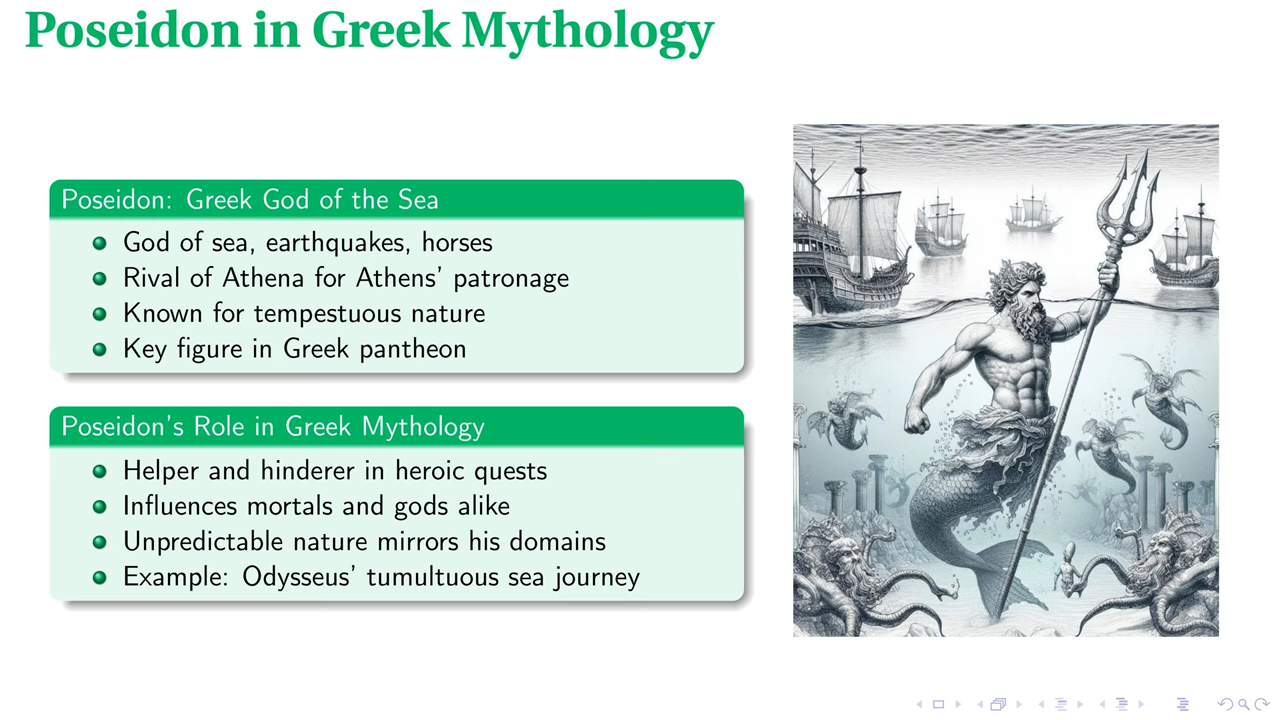 Poseidon in Greek Mythology
Poseidon: Greek God of the Sea
God of sea, earthquakes, horses
Rival of Athena for Athens' patronage
Known for tempestuous nature
Key figure in Greek pantheon
Poseidon's Role in Greek Mythology
Helper and hinderer in heroic quests
Influences mortals and gods alike
Unpredictable nature mirrors his domains
Example: Odysseus' tumultuous sea journey